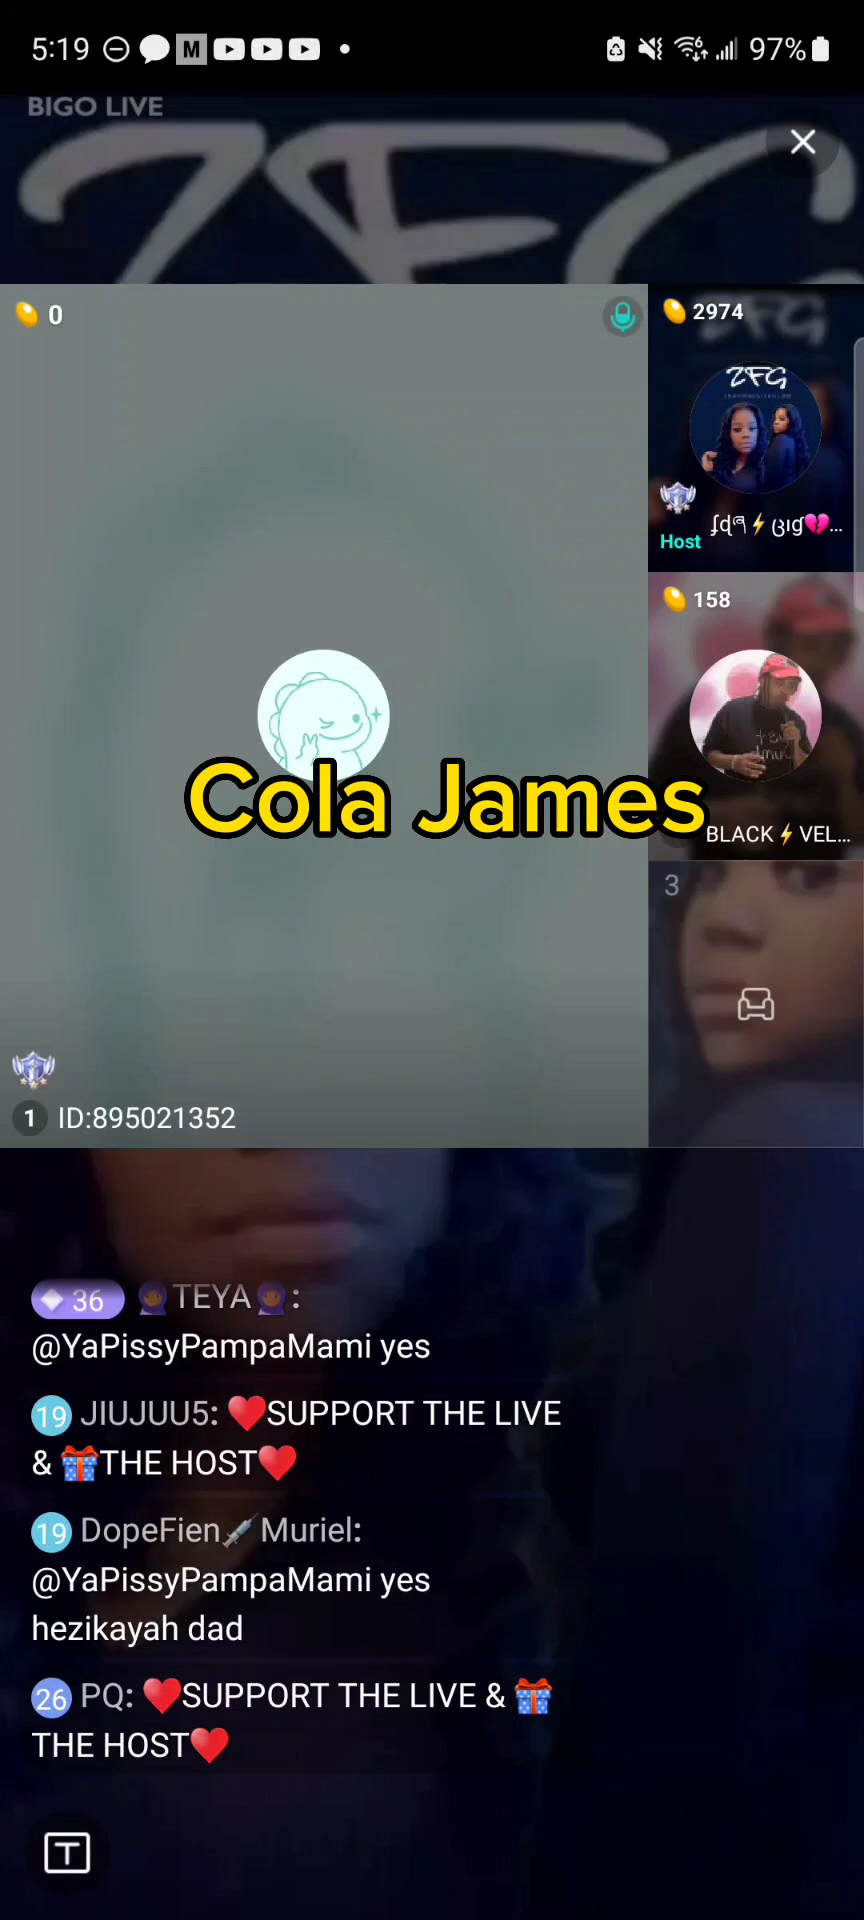 5:19
M
97%
BIGO LIVE
ZFG
0
2974
ZFG
Host
158
Cola James
BLACK⚡VEL...
3
1 ID:895021352
36 TEYA :
@YaPissyPampaMami yes
19 JIUJUU5: ❤️SUPPORT THE LIVE
& 🎁THE HOST❤️
19 DopeFien💉Muriel:
@YaPissyPampaMami yes
hezikayah dad
26 PQ: ❤️SUPPORT THE LIVE & 🎁
THE HOST❤️
T